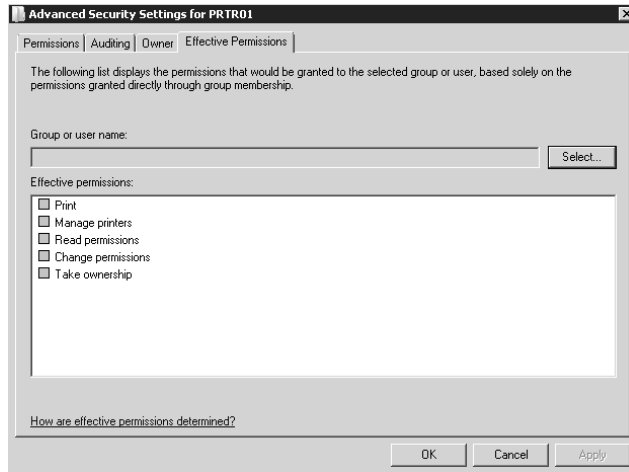 Advanced Security Settings for PRTR01
Permissions Auditing Owner Effective Permissions
The following list displays the permissions that would be granted to the selected group or user, based solely on the
permissions granted directly through group membership.
Group or user name:
Select...
Effective permissions:
Print
Manage printers
Read permissions
Change permissions
Take ownership
How are effective permissions determined?
OK Cancel Apply